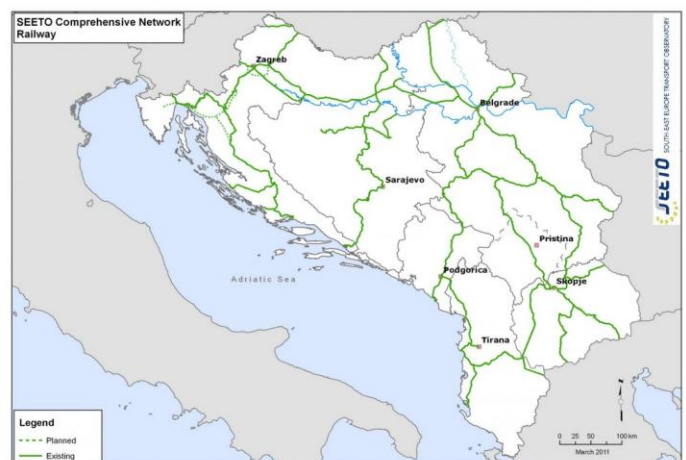 SEETO Comprehensive Network
Railway
SOUTH-EAST EUROPE TRANSPORT OBSERVATORY
SEETO
Zagreb
Belgrade
Sarajevo
Pristina
Podgorica
Skopje
Adriatic Sea
Tirana
Legend
Planned
Existing
N
0 25 50 100 km
March 2011